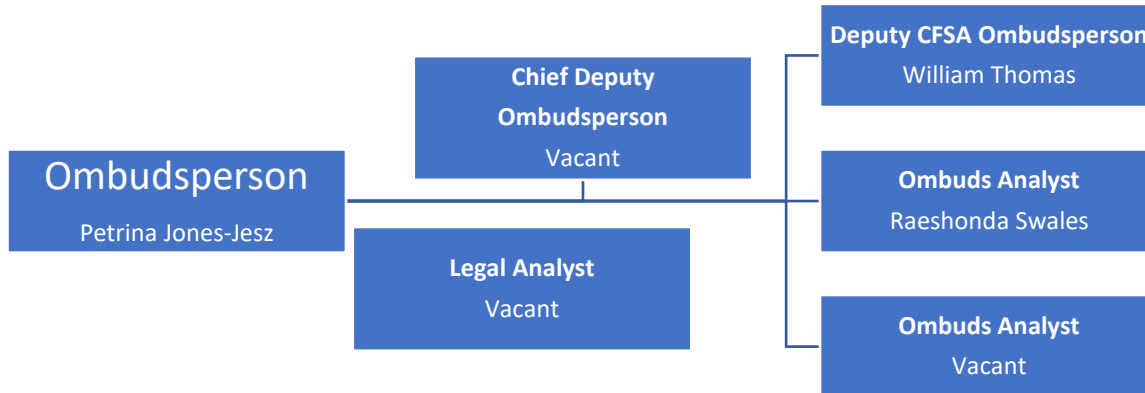 Ombudsperson
Petrina Jones-Jesz
Chief Deputy
Ombudsperson
Vacant
Legal Analyst
Vacant
Deputy CFSA Ombudsperson
William Thomas
Ombuds Analyst
Raeshonda Swales
Ombuds Analyst
Vacant